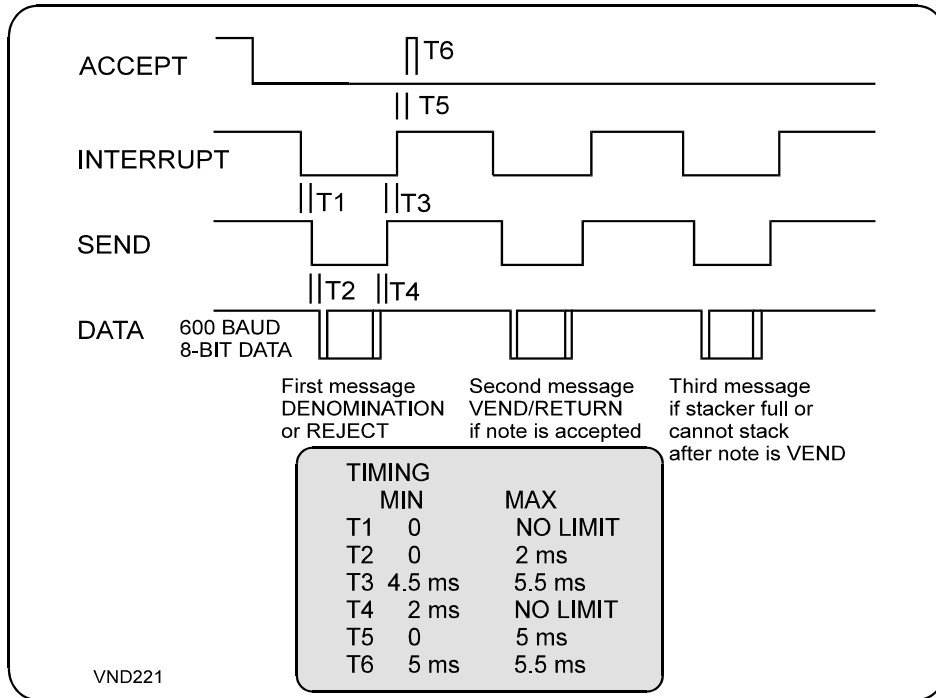 ACCEPT
T6
T5
INTERRUPT
T1
T3
SEND
T2
T4
DATA
600 BAUD
8-BIT DATA
First message
DENOMINATION
or REJECT
Second message
VEND/RETURN
if note is accepted
Third message
if stacker full or
cannot stack
after note is VEND
TIMING
MIN MAX
T1 0 NO LIMIT
T2 0 2 ms
T3 4.5 ms 5.5 ms
T4 2 ms NO LIMIT
T5 0 5 ms
T6 5 ms 5.5 ms
VND221